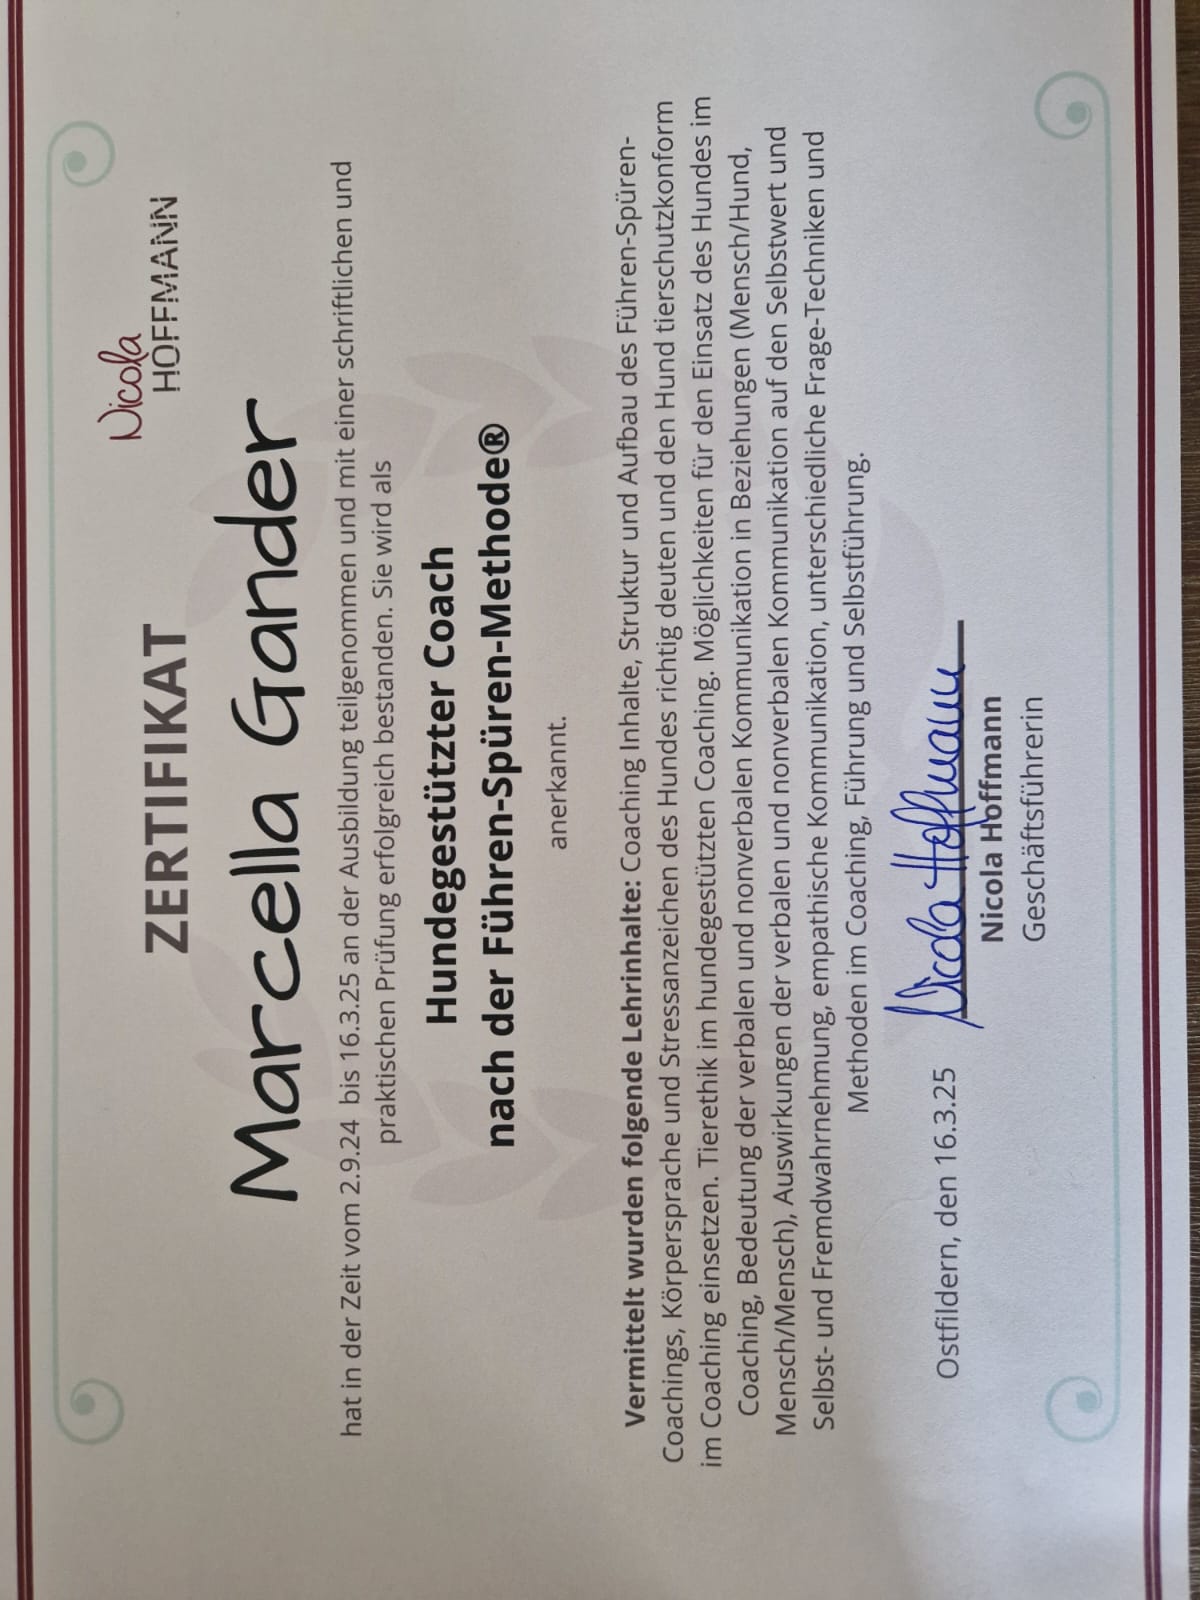 Nicola
HOFFMANN
ZERTIFIKAT
Marcella Gander
hat in der Zeit vom 2.9.24 bis 16.3.25 an der Ausbildung teilgenommen und mit einer schriftlichen und
praktischen Prüfung erfolgreich bestanden. Sie wird als
Hundegestützter Coach
nach der Führen-Spüren-Methode®
anerkannt.
Vermittelt wurden folgende Lehrinhalte: Coaching Inhalte, Struktur und Aufbau des Führen-Spüren-
Coachings, Körpersprache und Stressanzeichen des Hundes richtig deuten und den Hund tierschutzkonform
im Coaching einsetzen. Tierethik im hundegestützten Coaching. Möglichkeiten für den Einsatz des Hundes im
Coaching, Bedeutung der verbalen und nonverbalen Kommunikation in Beziehungen (Mensch/Hund,
Mensch/Mensch), Auswirkungen der verbalen und nonverbalen Kommunikation auf den Selbstwert und
Selbst- und Fremdwahrnehmung, empathische Kommunikation, unterschiedliche Frage-Techniken und
Methoden im Coaching, Führung und Selbstführung.
Ostfildern, den 16.3.25
Nicola Hoffmann
Nicola Hoffmann
Geschäftsführerin